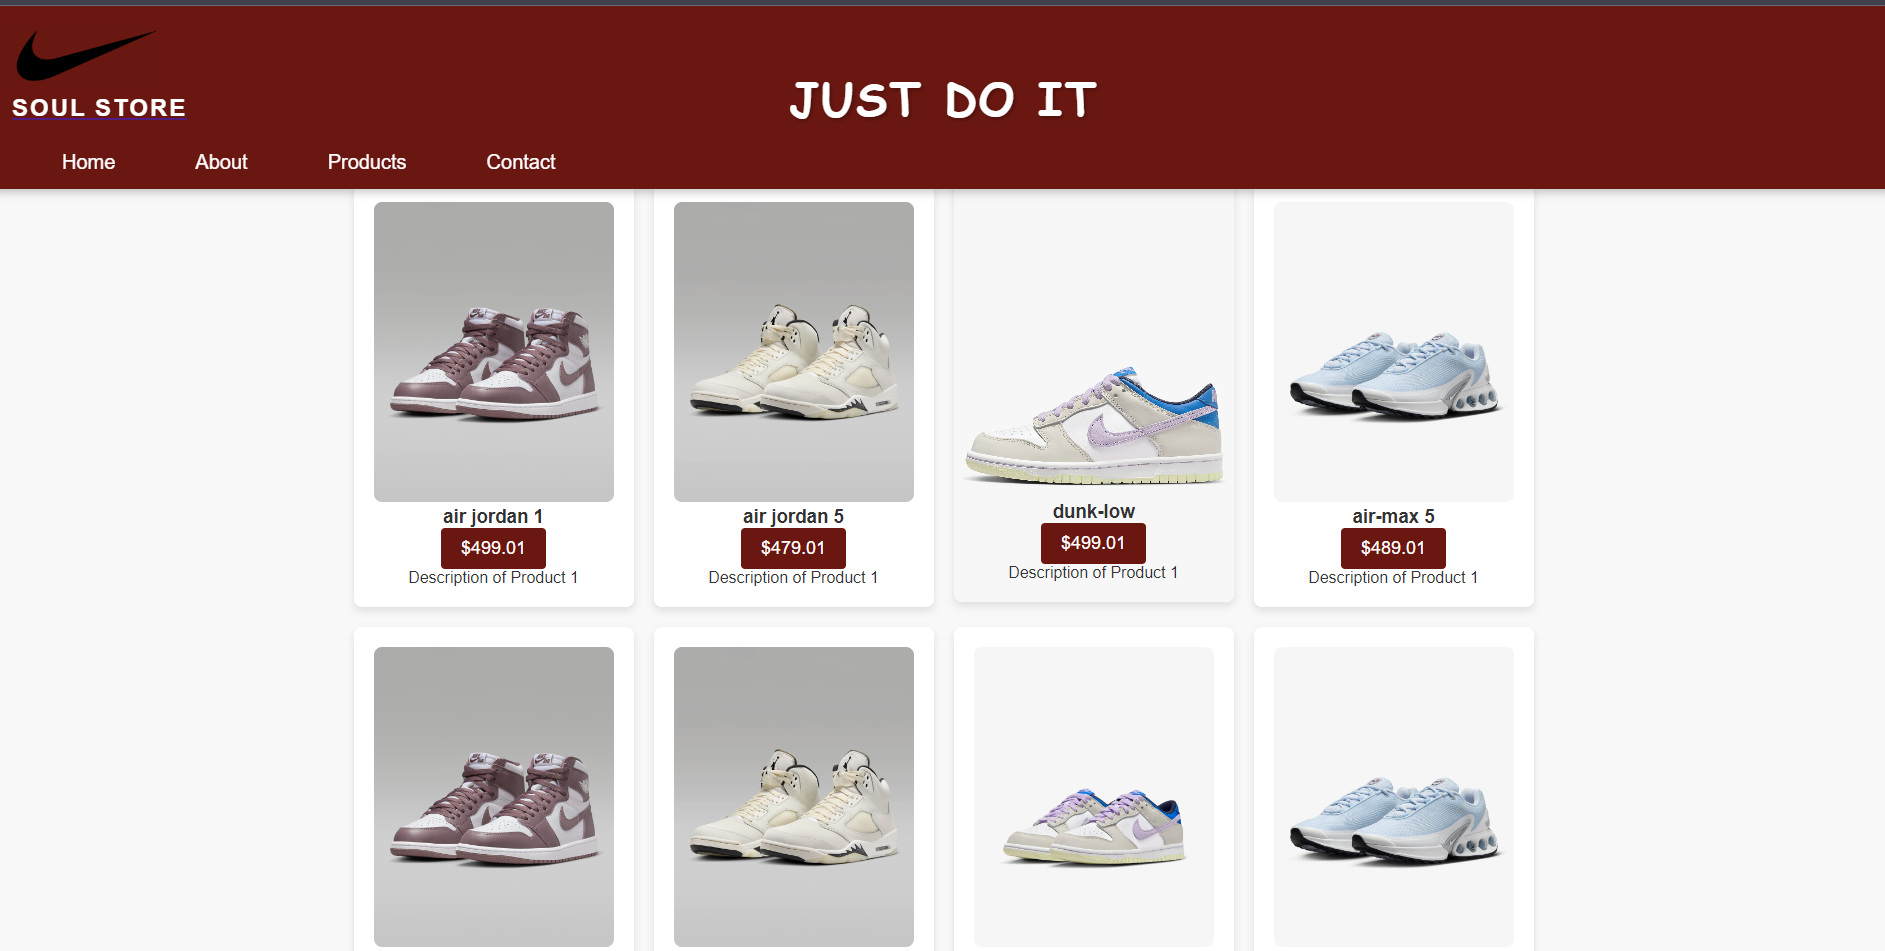 SOUL STORE
JUST DO IT
Home About Products Contact
air jordan 1
$499.01
Description of Product 1
air jordan 5
$479.01
Description of Product 1
dunk-low
$499.01
Description of Product 1
air-max 5
$489.01
Description of Product 1